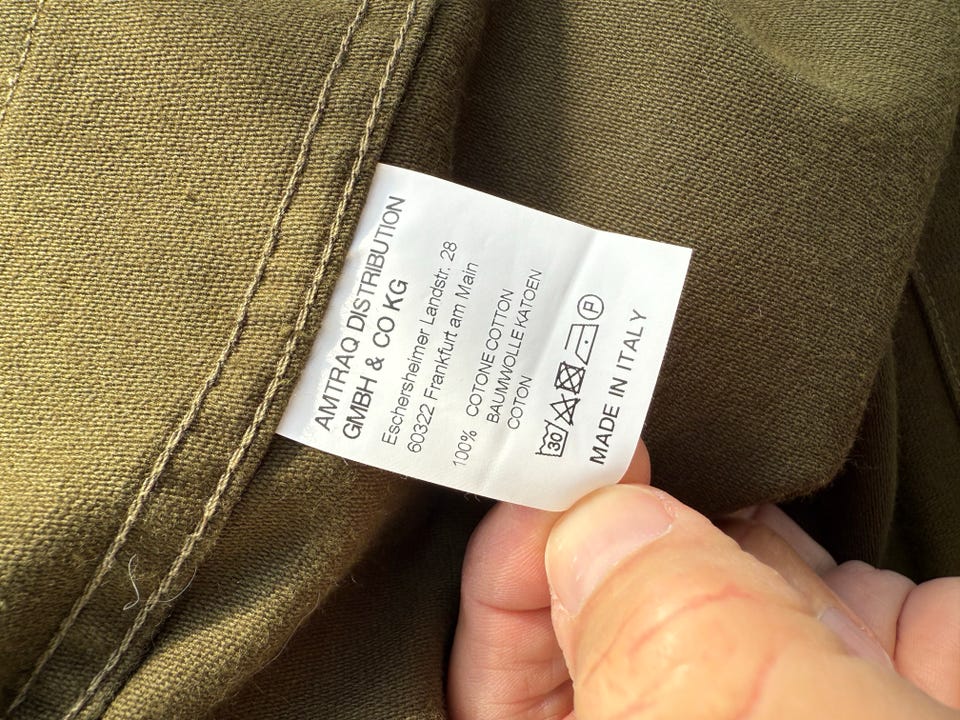 AMTRAQ DISTRIBUTION
GMBH & CO KG
Eschersheimer Landstr. 28
60322 Frankfurt am Main
100% COTONE COTTON
BAUMWOLLE KATOEN
COTON
30 P
MADE IN ITALY